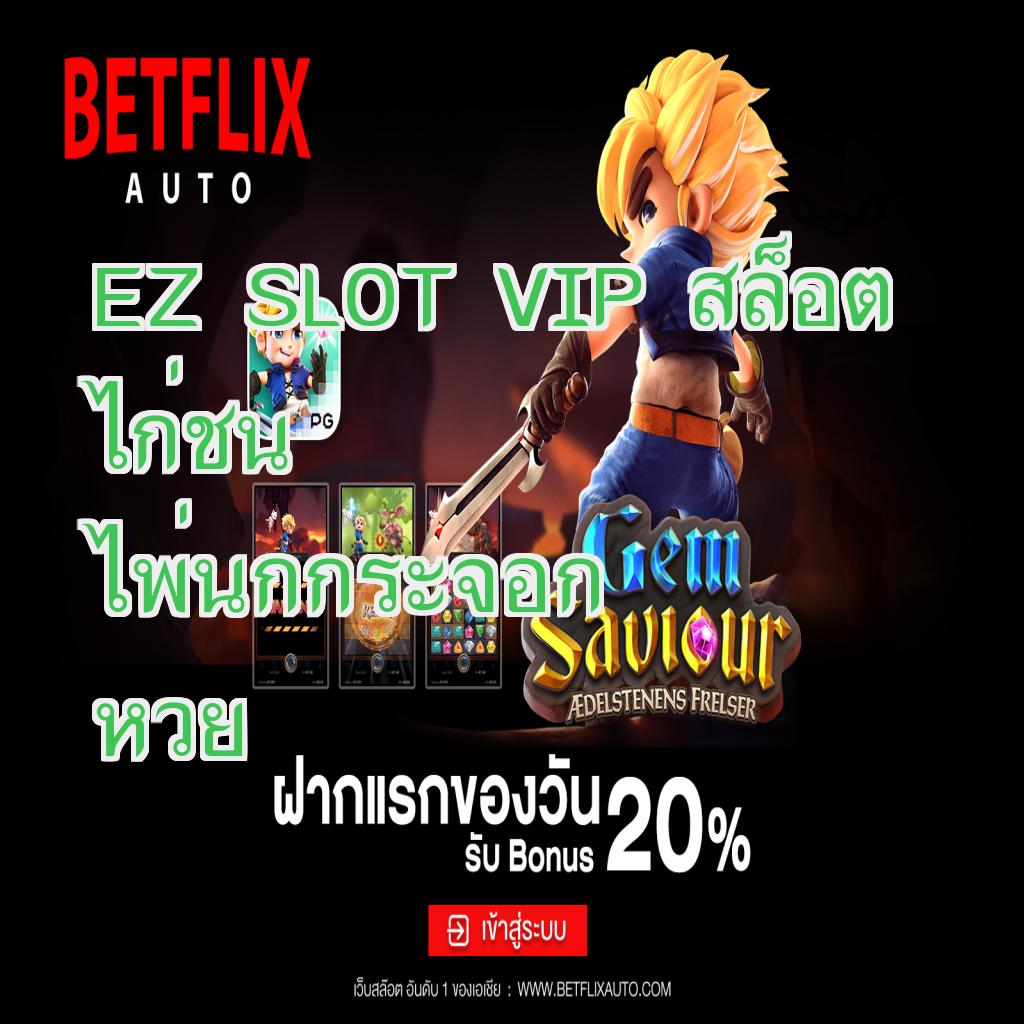 BETFLIX
AUTO
EZ SLOT VIP สล็อต
ไก่ชน
PG
ไพ่นกกระจอก
Gem
Saviour
ÆDELSTENENS FRELSER
หวย
ฝากแรกของวัน
รับ Bonus 20%
เข้าสู่ระบบ
เว็บสล๊อต อันดับ 1 ของเอเชีย : WWW.BETFLIXAUTO.COM